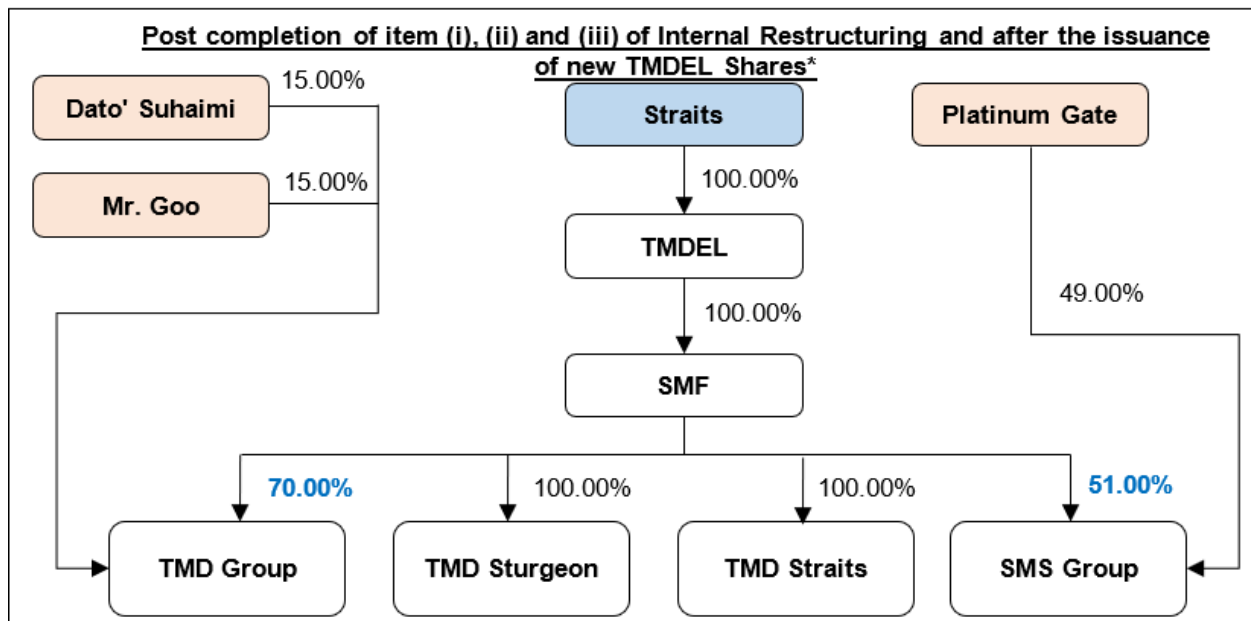 Post completion of item (i), (ii) and (iii) of Internal Restructuring and after the issuance
of new TMDEL Shares*
15.00%
Dato' Suhaimi
Straits
Platinum Gate
15.00%
Mr. Goo
100.00%
TMDEL
49.00%
100.00%
SMF
70.00%
100.00%
100.00%
51.00%
TMD Group
TMD Sturgeon
TMD Straits
SMS Group